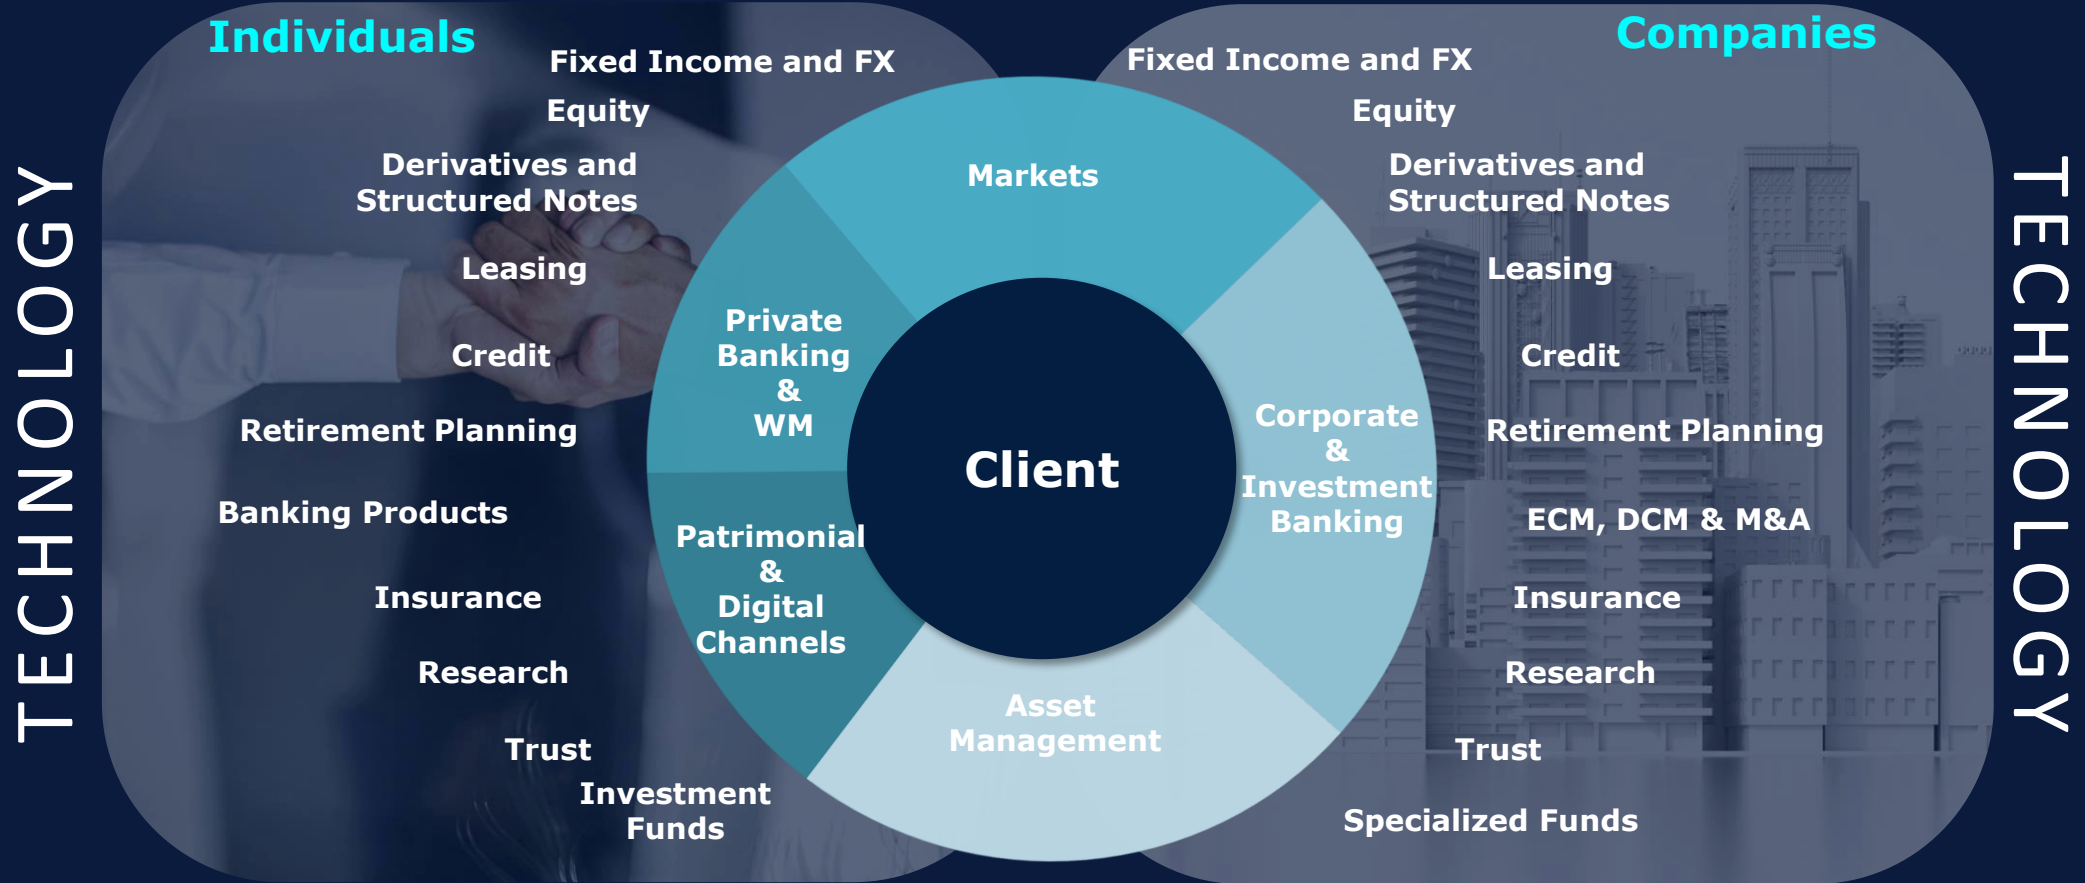 TECHNOLOGY
Individuals
Fixed Income and FX
Equity
Derivatives and
Structured Notes
Leasing
Credit
Retirement Planning
Banking Products
Insurance
Research
Trust
Investment
Funds
Markets
Private
Banking
&
WM
Patrimonial
&
Digital
Channels
Client
Corporate
&
Investment
Banking
Asset
Management
Companies
Fixed Income and FX
Equity
Derivatives and
Structured Notes
Leasing
Credit
Retirement Planning
ECM, DCM & M&A
Insurance
Research
Trust
Specialized Funds
TECHNOLOGY